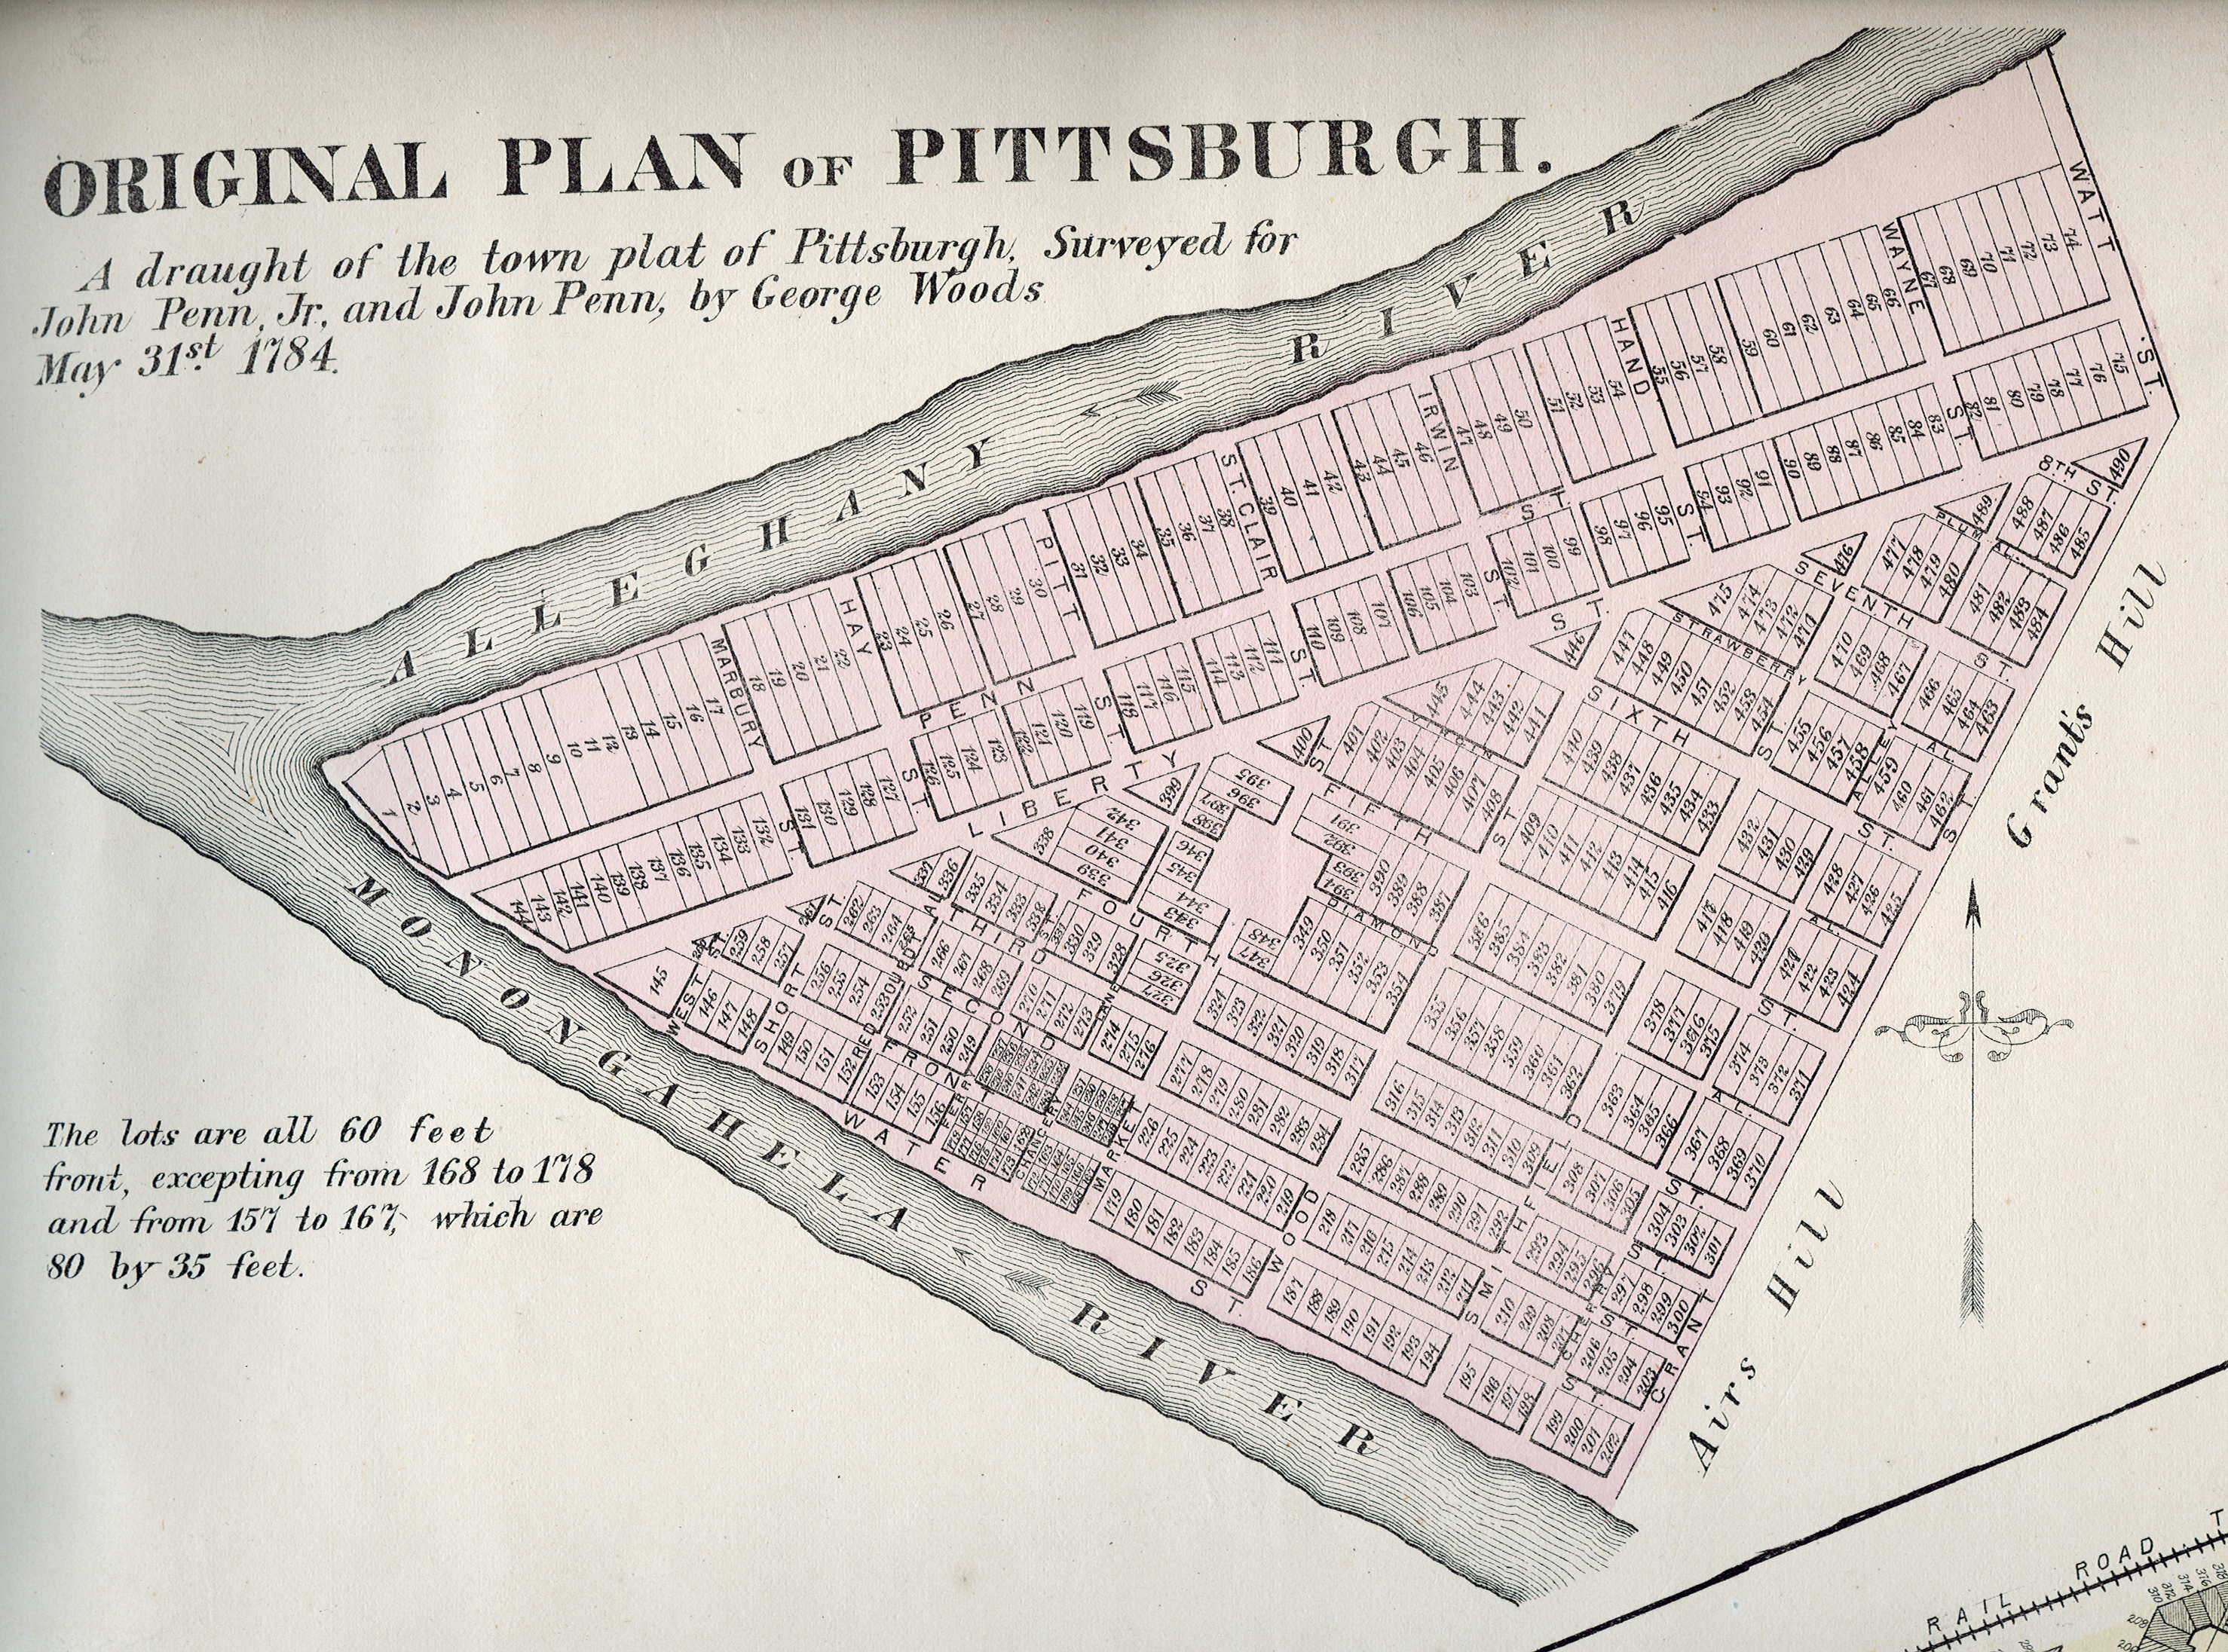 ORIGINAL PLAN OF PITTSBURGH.
A draught of the town plat of Pittsburgh, Surveyed for
John Penn, Jr, and John Penn, by George Woods
May 31st. 1784.
ALLEGHANY RIVER
MONONGAHELA RIVER
The lots are all 60 feet
front, excepting from 168 to 178
and from 157 to 167, which are
80 by 35 feet.
Grant's Hill
Airs Hill
WATT ST.
WAYNE ST.
HAND ST.
IRWIN ST.
ST. CLAIR ST.
PITT ST.
HAY ST.
MARBURY ST.
PENN ST.
LIBERTY ST.
8TH ST.
PLUM AL.
SEVENTH ST.
STRAWBERRY ALLEY
SIXTH ST.
VIRGIN AL.
FIFTH ST.
DIAMOND AL.
FOURTH ST.
THIRD ST.
SECOND ST.
FRONT ST.
WATER ST.
WEST ST.
SHORT ST.
REDOUBT AL.
FERRY ST.
CHANCERY LANE
MARKET ST.
WOOD ST.
SMITHFIELD ST.
CHERRY AL.
GRANT ST.
1 2 3 4 5 6 7 8 9 10 11 12 13 14 15 16 17
18 19 20 21 22
23 24 25 26
27 28 29 30
31 32 33 34
35 36 37 38
39 40 41 42
43 44 45 46
47 48 49 50
51 52 53 54
55 56 57 58
59 60 61 62 63 64 65 66
67 68 69 70 71 72 73 74
82 81 80 79 78 77 76 75
90 89 88 87 86 85 84 83
94 93 92 91
98 97 96 95
102 101 100 99
106 105 104 103
110 109 108 107
114 113 112 111
118 117 116 115
122 121 120 119
126 125 124 123
131 130 129 128 127
144 143 142 141 140 139 138 137 136 135 134 133 132
145
146 147 148
149 150 151 152
153 154 155 156
179 180 181 182 183 184 185 186
187 188 189 190 191 192 193 194
195 196 197 198
199 200 201 202
206 205 204 203
210 209 208 207
218 217 216 215 214 213 212 211
226 225 224 223 222 221 220 219
252 251 250 249
256 255 254 253
259 258 257
262 263 264 265
266 267 268 269
270 271 272 273
274 275 276
277 278 279 280 281 282 283 284
285 286 287 288 289 290 291 292
293 294 295 296
297 298 299 300
304 303 302 301
308 307 306 305
316 315 314 313 312 311 310 309
324 323 322 321 320 319 318 317
325 326 327
331 330 329 328
335 334 333 332
337 336
338 339 340 341 342
346 345 344 343
348 347
349 350 351 352 353 354
355 356 357 358 359 360 361 362
363 364 365 366
367 368 369 370
374 373 372 371
378 377 376 375
386 385 384 383 382 381 380 379
390 389 388 387
391 392 393 394
395 396 397 398
399
400
401 402 403 404 405 406 407 408
409 410 411 412 413 414 415 416
417 418 419 420
421 422 423 424
428 427 426 425
432 431 430 429
440 439 438 437 436 435 434 433
445 444 443 442 441
446
447 448 449 450 451 452 453 454
455 456 457 458
459 460 461 462
466 465 464 463
470 469 468 467
475 474 473 472 471
476
477 478 479 480
481 482 483 484
488 487 486 485
489
490
RAIL ROAD